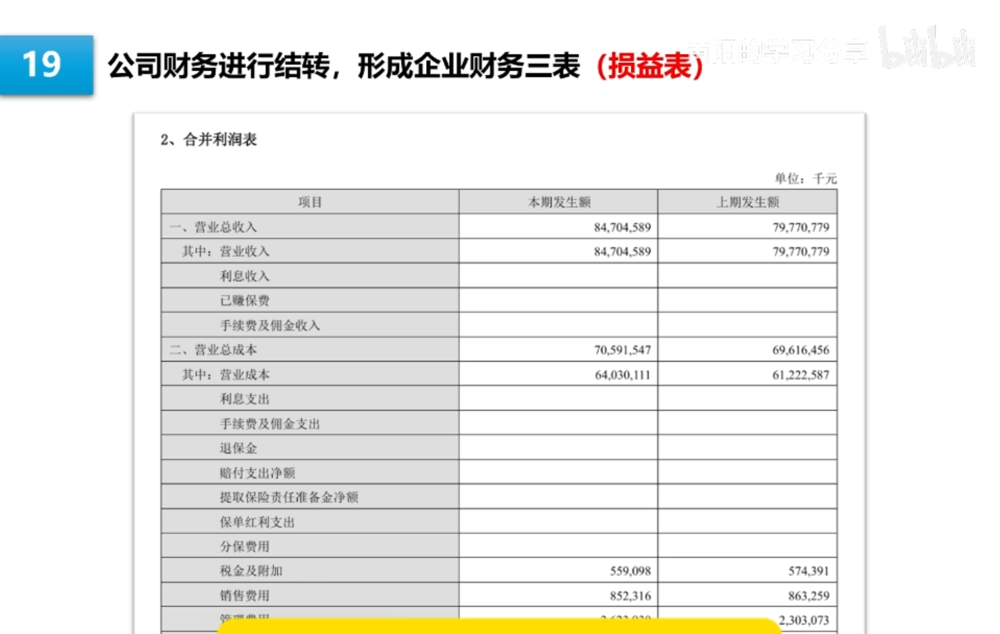 19
公司财务进行结转，形成企业财务三表（损益表）
的学习分享 bilibili
2、合并利润表
单位：千元
项目 本期发生额 上期发生额
一、营业总收入 84,704,589 79,770,779
其中：营业收入 84,704,589 79,770,779
利息收入
已赚保费
手续费及佣金收入
二、营业总成本 70,591,547 69,616,456
其中：营业成本 64,030,111 61,222,587
利息支出
手续费及佣金支出
退保金
赔付支出净额
提取保险责任准备金净额
保单红利支出
分保费用
税金及附加 559,098 574,391
销售费用 852,316 863,259
管理费用 2,303,073